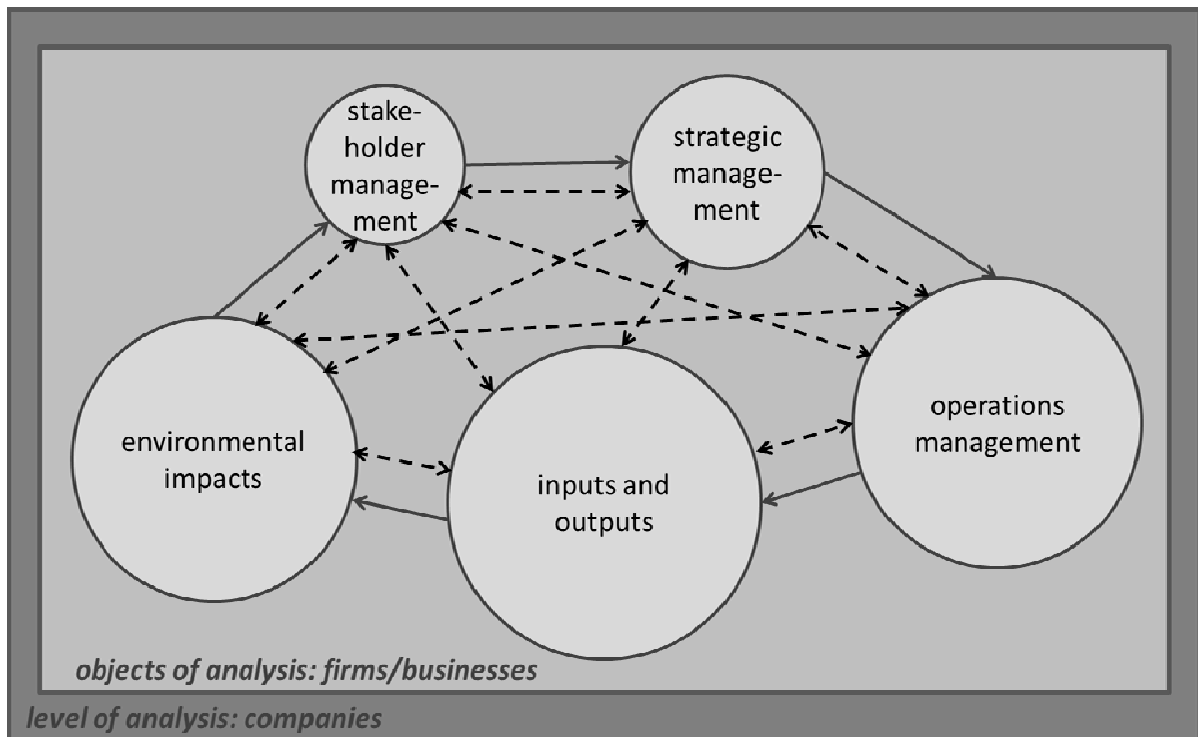 stake-
holder
manage-
ment
strategic
manage-
ment
environmental
impacts
inputs and
outputs
operations
management
objects of analysis: firms/businesses
level of analysis: companies